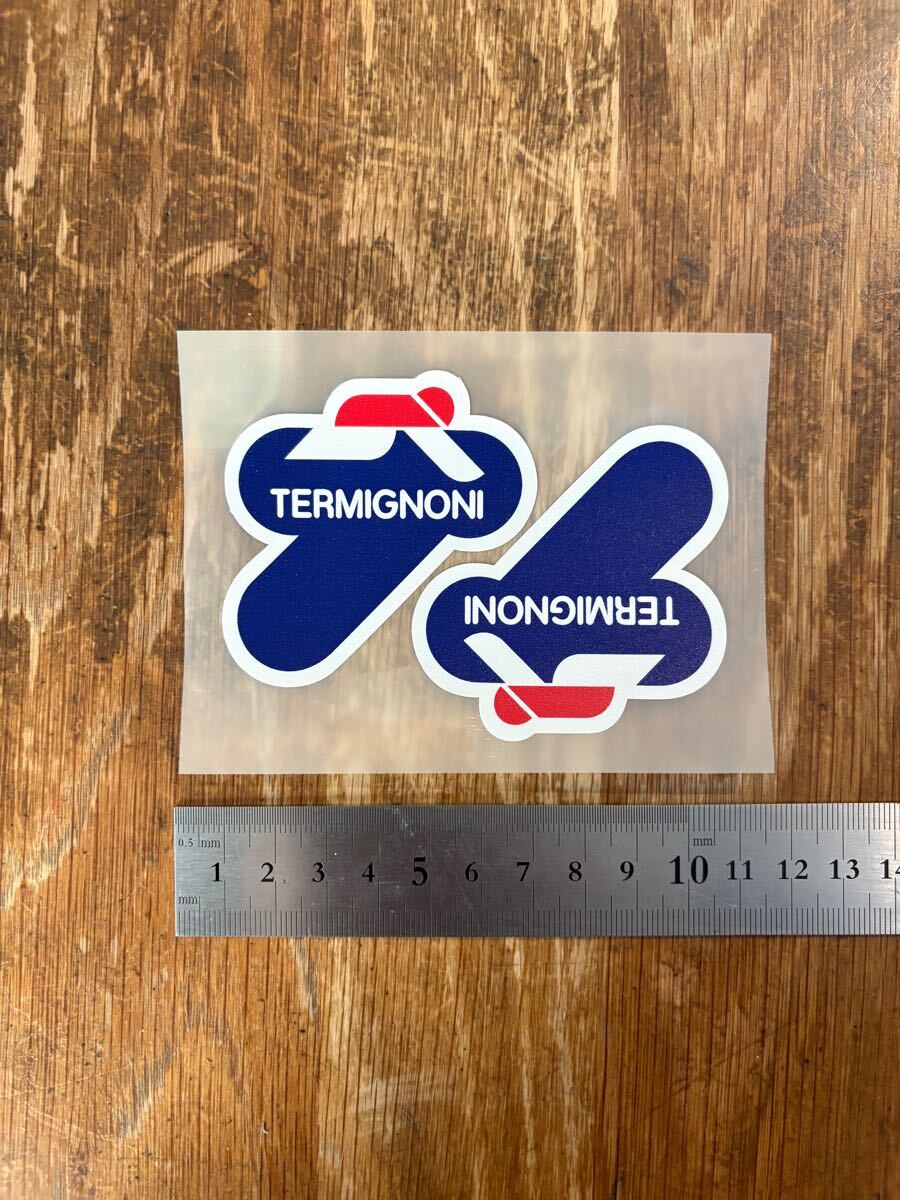 TERMIGNONI
TERMIGNONI
0.5 mm mm
1 2 3 4 5 6 7 8 9 10 11 12 13 14
mm